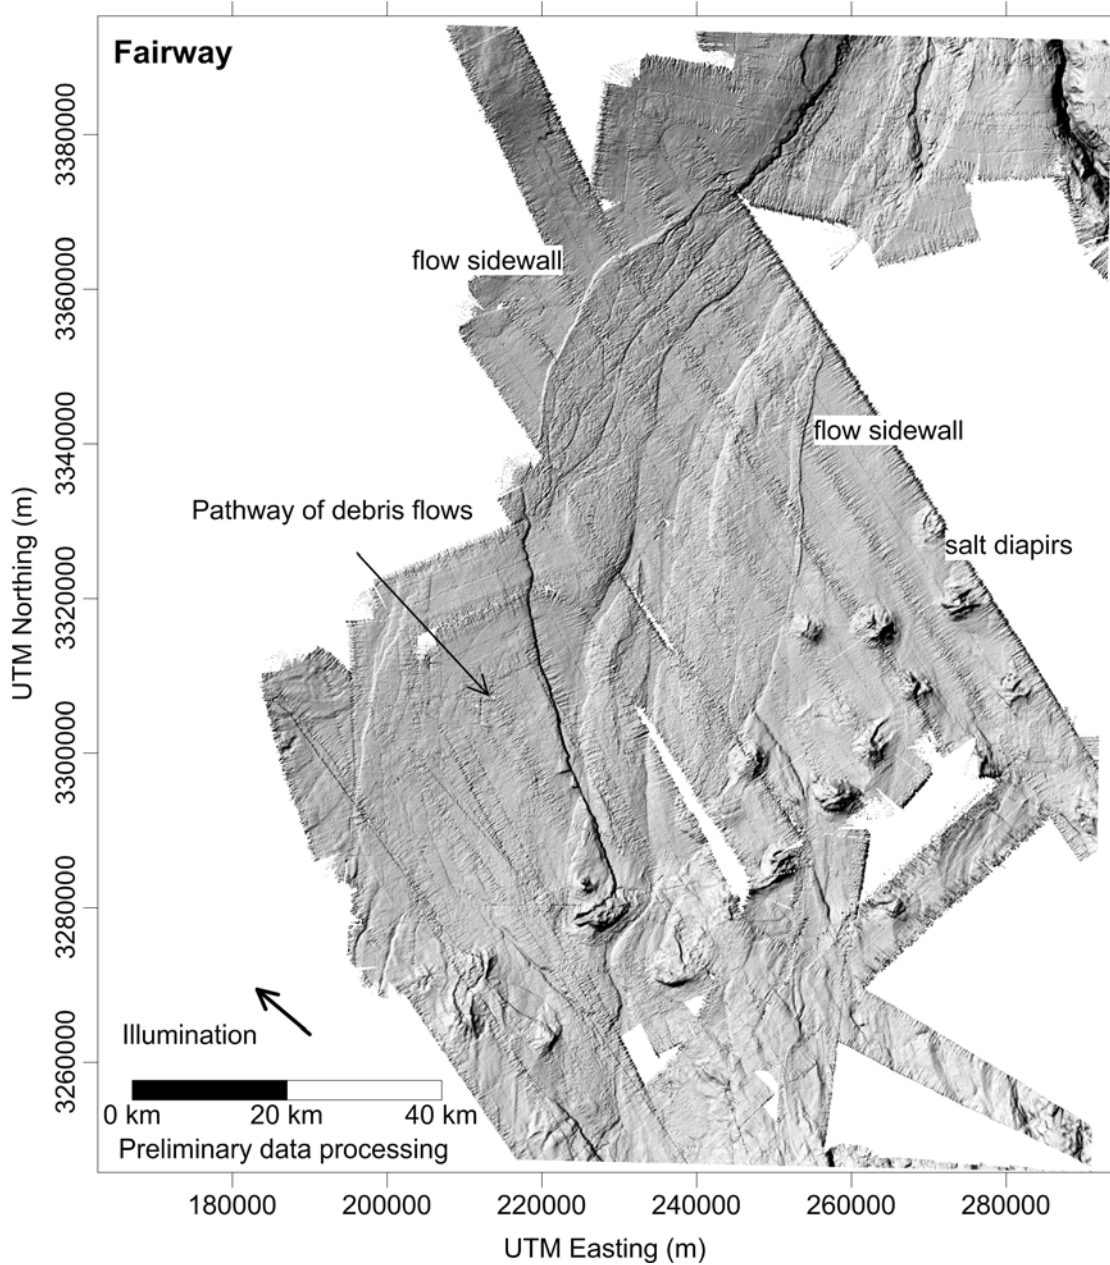 Fairway
flow sidewall
flow sidewall
Pathway of debris flows
salt diapirs
Illumination
0 km 20 km 40 km
Preliminary data processing
UTM Northing (m)
3380000
3360000
3340000
3320000
3300000
3280000
3260000
180000 200000 220000 240000 260000 280000
UTM Easting (m)